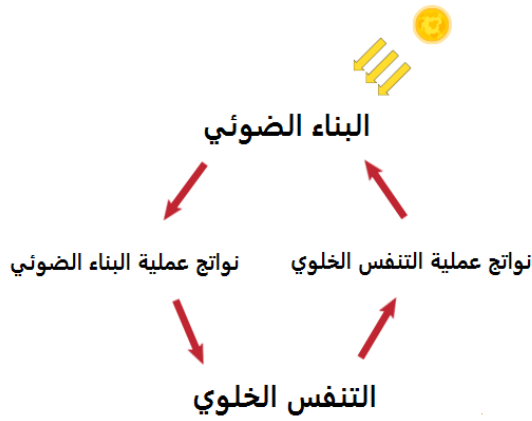 البناء الضوئي
نواتج عملية التنفس الخلوي
نواتج عملية البناء الضوئي
التنفس الخلوي